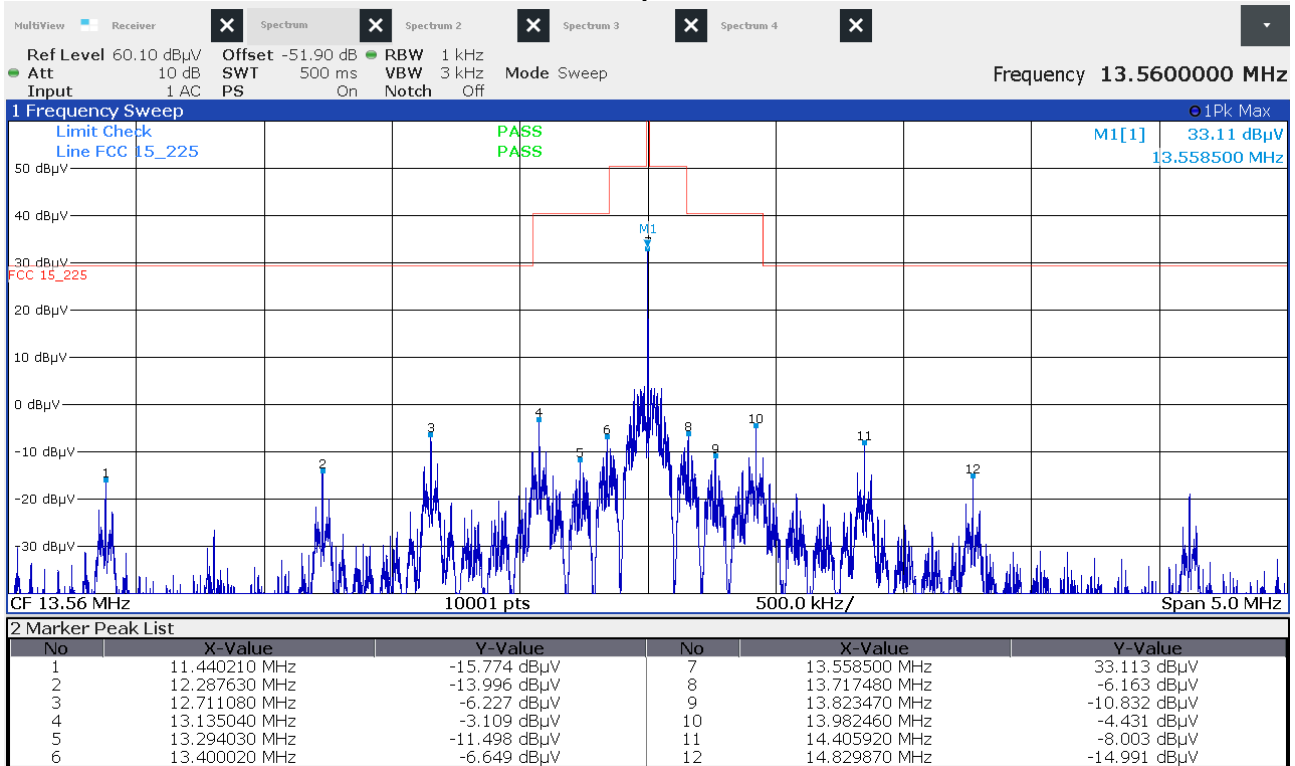 MultiView Receiver Spectrum Spectrum 2 Spectrum 3 Spectrum 4
Ref Level 60.10 dBµV Offset -51.90 dB RBW 1 kHz
Att 10 dB SWT 500 ms VBW 3 kHz Mode Sweep
Frequency 13.5600000 MHz
Input 1 AC PS On Notch Off
1 Frequency Sweep 1Pk Max
Limit Check PASS M1[1] 33.11 dBµV
Line FCC 15_225 PASS 13.558500 MHz
50 dBµV
40 dBµV
M1
30 dBµV
FCC 15_225
20 dBµV
10 dBµV
0 dBµV
1 2 3 4 5 6 7 8 9 10 11 12
-10 dBµV
-20 dBµV
-30 dBµV
CF 13.56 MHz 10001 pts 500.0 kHz/ Span 5.0 MHz
2 Marker Peak List
No X-Value Y-Value No X-Value Y-Value
1 11.440210 MHz -15.774 dBµV 7 13.558500 MHz 33.113 dBµV
2 12.287630 MHz -13.996 dBµV 8 13.717480 MHz -6.163 dBµV
3 12.711080 MHz -6.227 dBµV 9 13.823470 MHz -10.832 dBµV
4 13.135040 MHz -3.109 dBµV 10 13.982460 MHz -4.431 dBµV
5 13.294030 MHz -11.498 dBµV 11 14.405920 MHz -8.003 dBµV
6 13.400020 MHz -6.649 dBµV 12 14.829870 MHz -14.991 dBµV